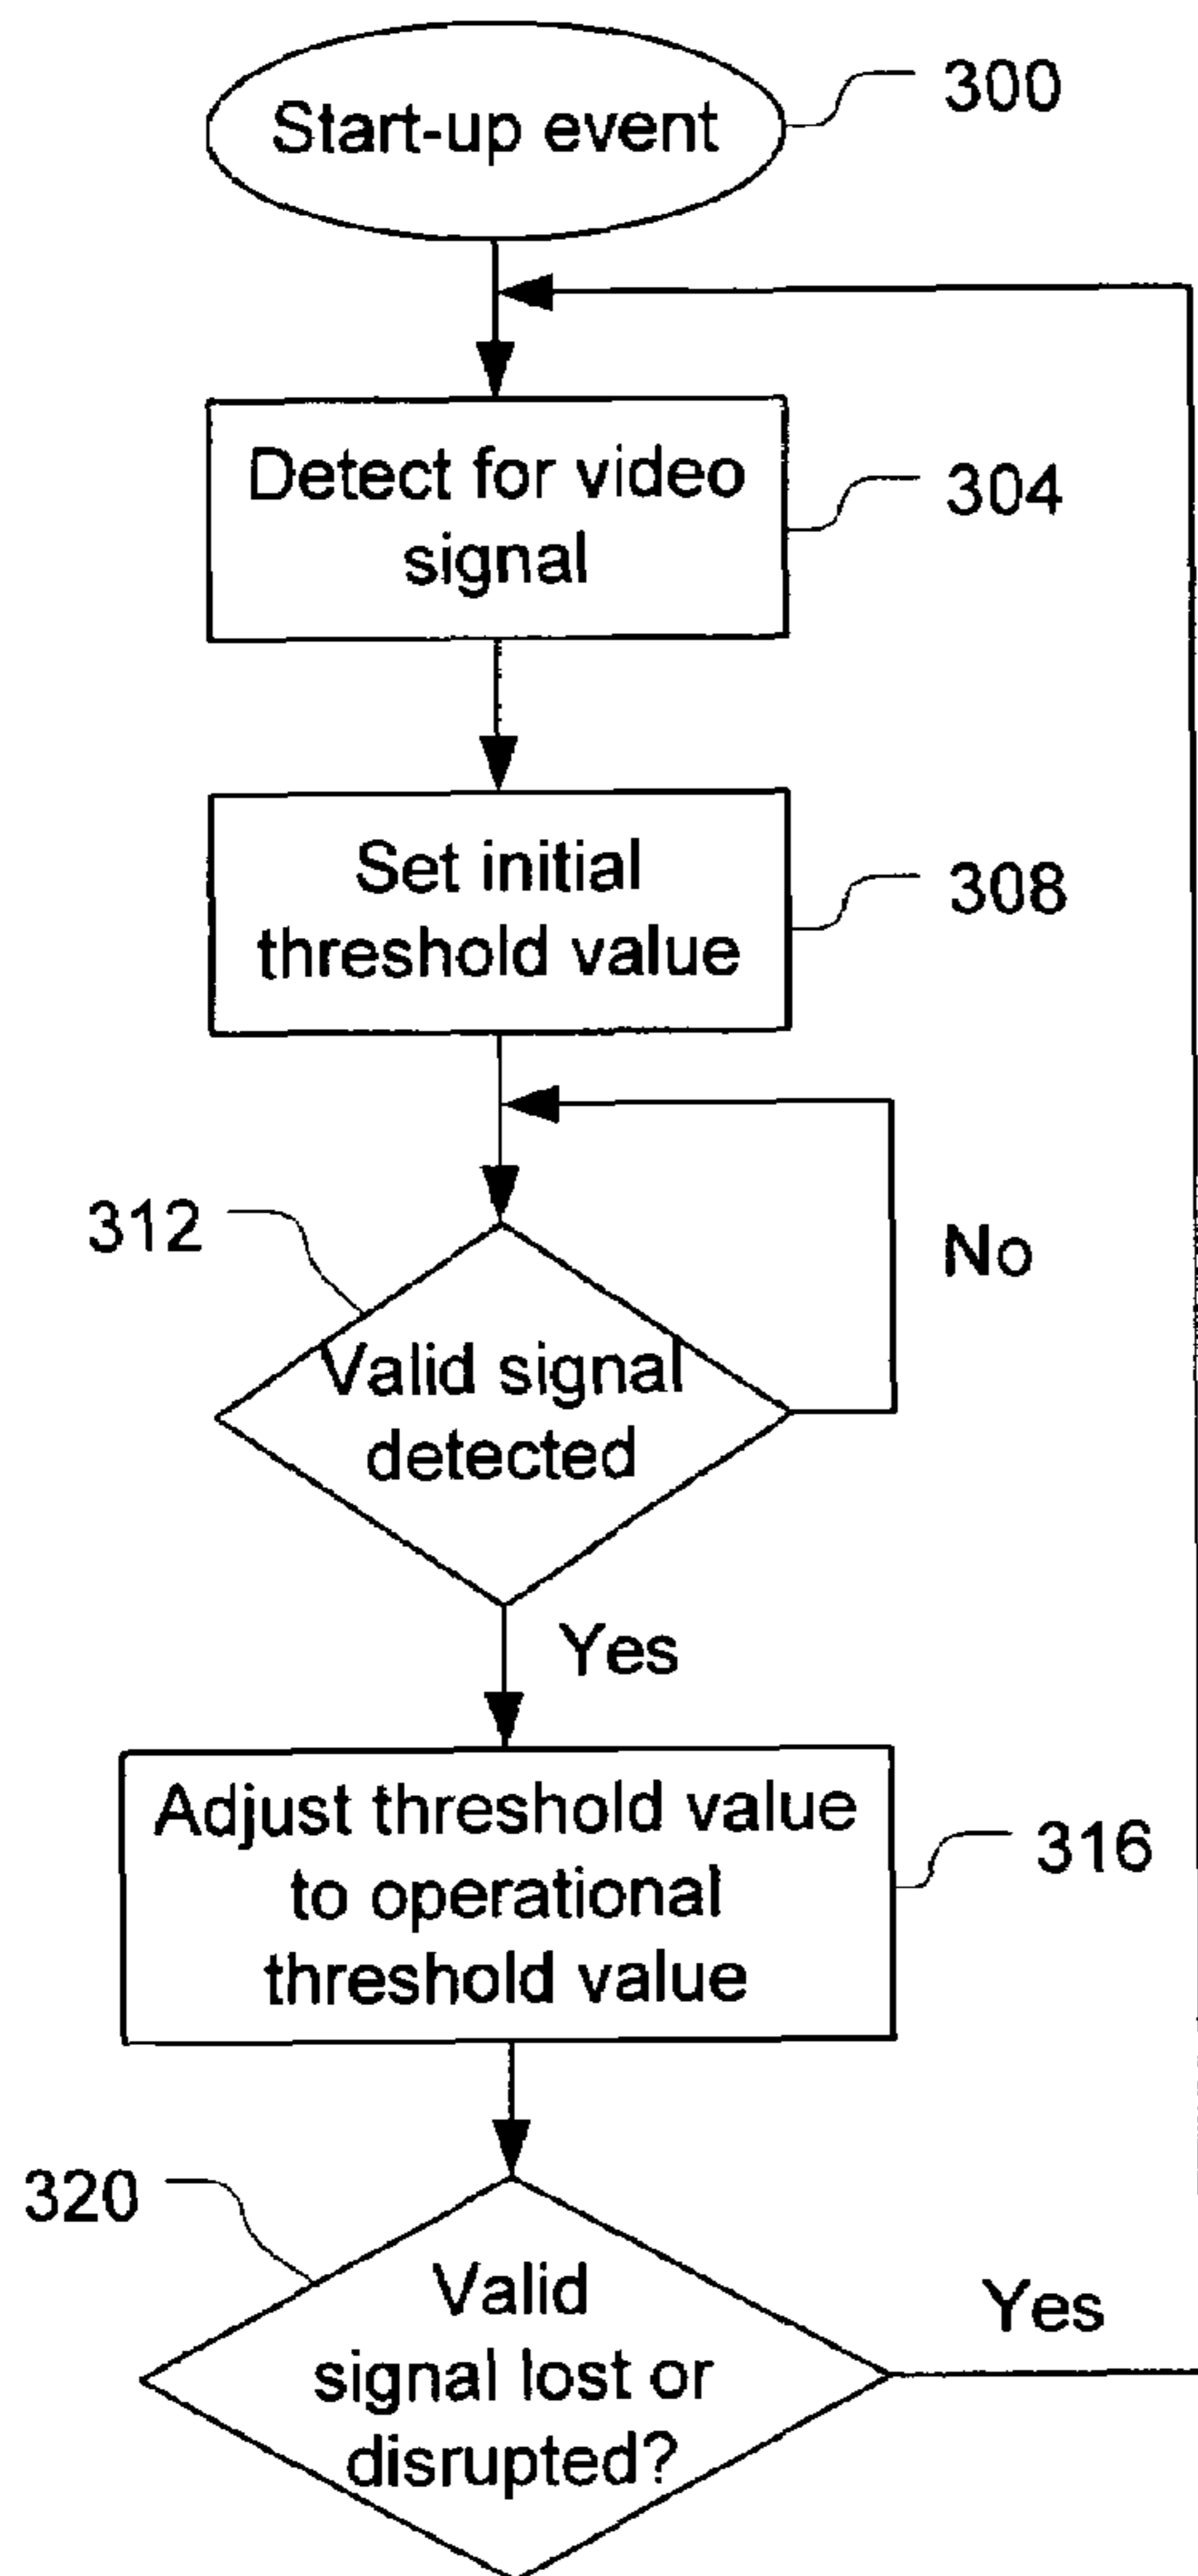 Start-up event
300
Detect for video
signal
304
Set initial
threshold value
308
312
No
Valid signal
detected
Yes
Adjust threshold value
to operational
threshold value
316
320
Valid
signal lost or
disrupted?
Yes